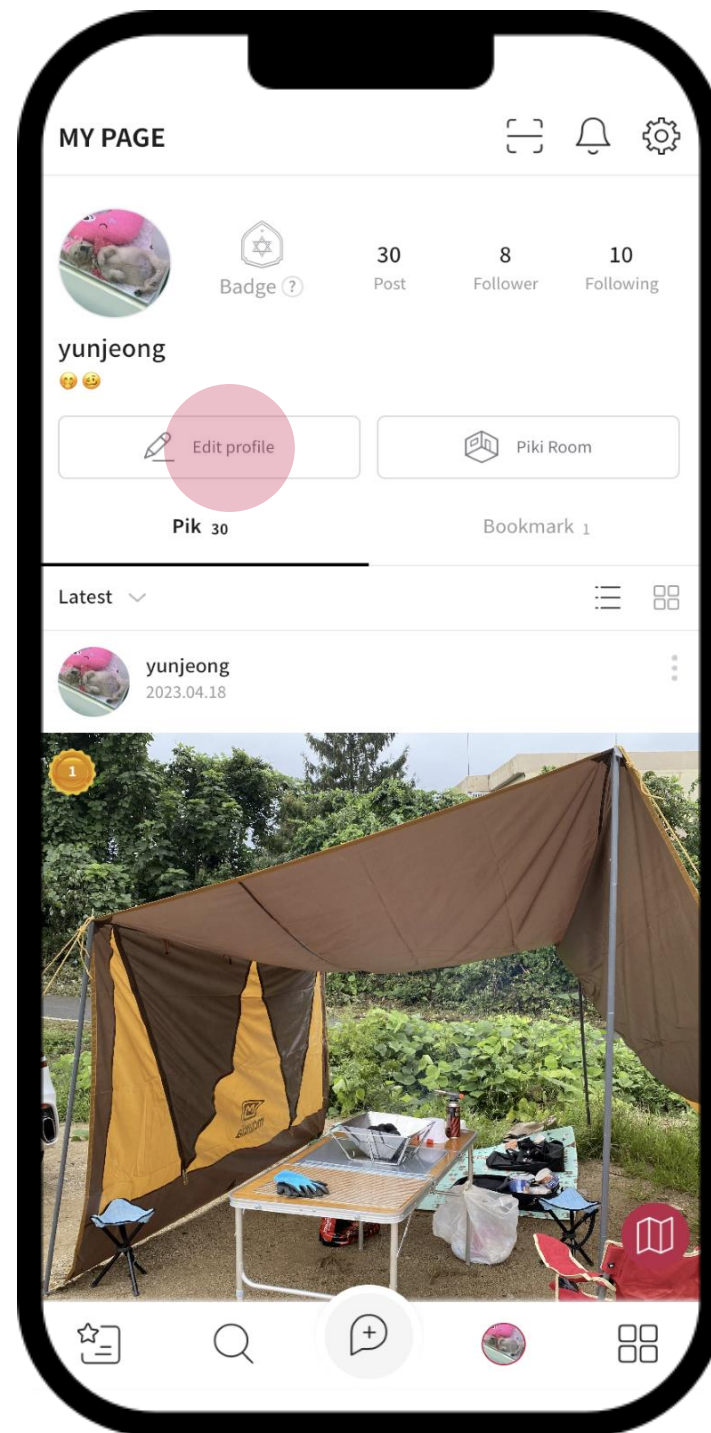 MY PAGE
30
8
10
Badge ?
Post
Follower
Following
yunjeong
🤭🥴
Edit profile
Piki Room
Pik 30
Bookmark 1
Latest
yunjeong
2023.04.18
1